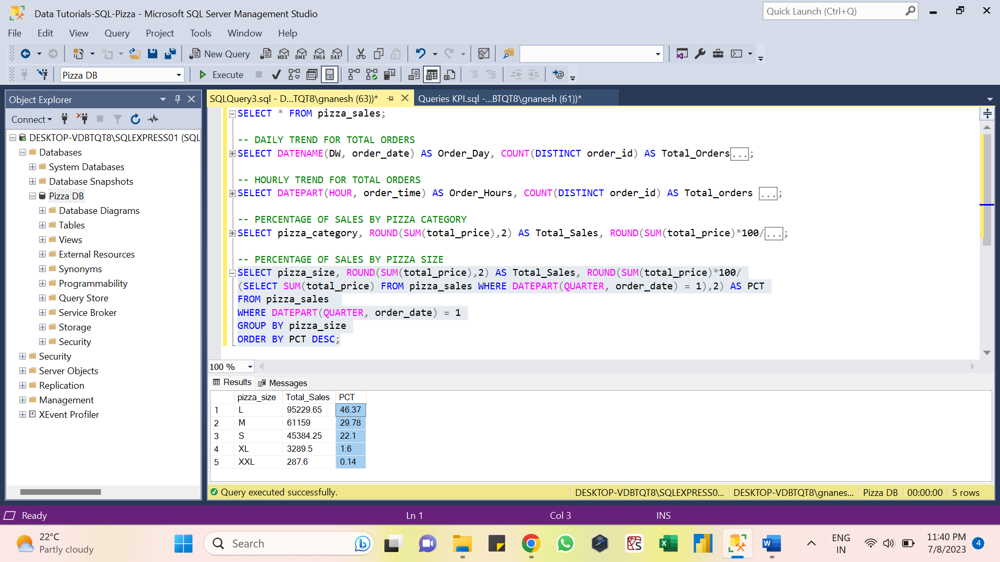 Data Tutorials-SQL-Pizza - Microsoft SQL Server Management Studio
Quick Launch (Ctrl+Q)
File Edit View Query Project Tools Window Help
New Query MDX DMX XMLA DAX
Pizza DB Execute
Object Explorer
Connect
DESKTOP-VDBTQT8\SQLEXPRESS01 (SQL
Databases
System Databases
Database Snapshots
Pizza DB
Database Diagrams
Tables
Views
External Resources
Synonyms
Programmability
Query Store
Service Broker
Storage
Security
Security
Server Objects
Replication
Management
XEvent Profiler
SQLQuery3.sql - D...TQT8\gnanesh (63))* Queries KPI.sql -...BTQT8\gnanesh (61))*
SELECT * FROM pizza_sales;
-- DAILY TREND FOR TOTAL ORDERS
SELECT DATENAME(DW, order_date) AS Order_Day, COUNT(DISTINCT order_id) AS Total_Orders...;
-- HOURLY TREND FOR TOTAL ORDERS
SELECT DATEPART(HOUR, order_time) AS Order_Hours, COUNT(DISTINCT order_id) AS Total_orders ...;
-- PERCENTAGE OF SALES BY PIZZA CATEGORY
SELECT pizza_category, ROUND(SUM(total_price),2) AS Total_Sales, ROUND(SUM(total_price)*100/...;
-- PERCENTAGE OF SALES BY PIZZA SIZE
SELECT pizza_size, ROUND(SUM(total_price),2) AS Total_Sales, ROUND(SUM(total_price)*100/
(SELECT SUM(total_price) FROM pizza_sales WHERE DATEPART(QUARTER, order_date) = 1),2) AS PCT
FROM pizza_sales
WHERE DATEPART(QUARTER, order_date) = 1
GROUP BY pizza_size
ORDER BY PCT DESC;
100 %
Results Messages
pizza_size Total_Sales PCT
1 L 95229.65 46.37
2 M 61159 29.78
3 S 45384.25 22.1
4 XL 3289.5 1.6
5 XXL 287.6 0.14
Query executed successfully. DESKTOP-VDBTQT8\SQLEXPRESS0... DESKTOP-VDBTQT8\gnanes... Pizza DB 00:00:00 5 rows
Ready Ln 1 Col 3 INS
22°C
Partly cloudy
Search
ENG
IN
11:40 PM
7/8/2023
4